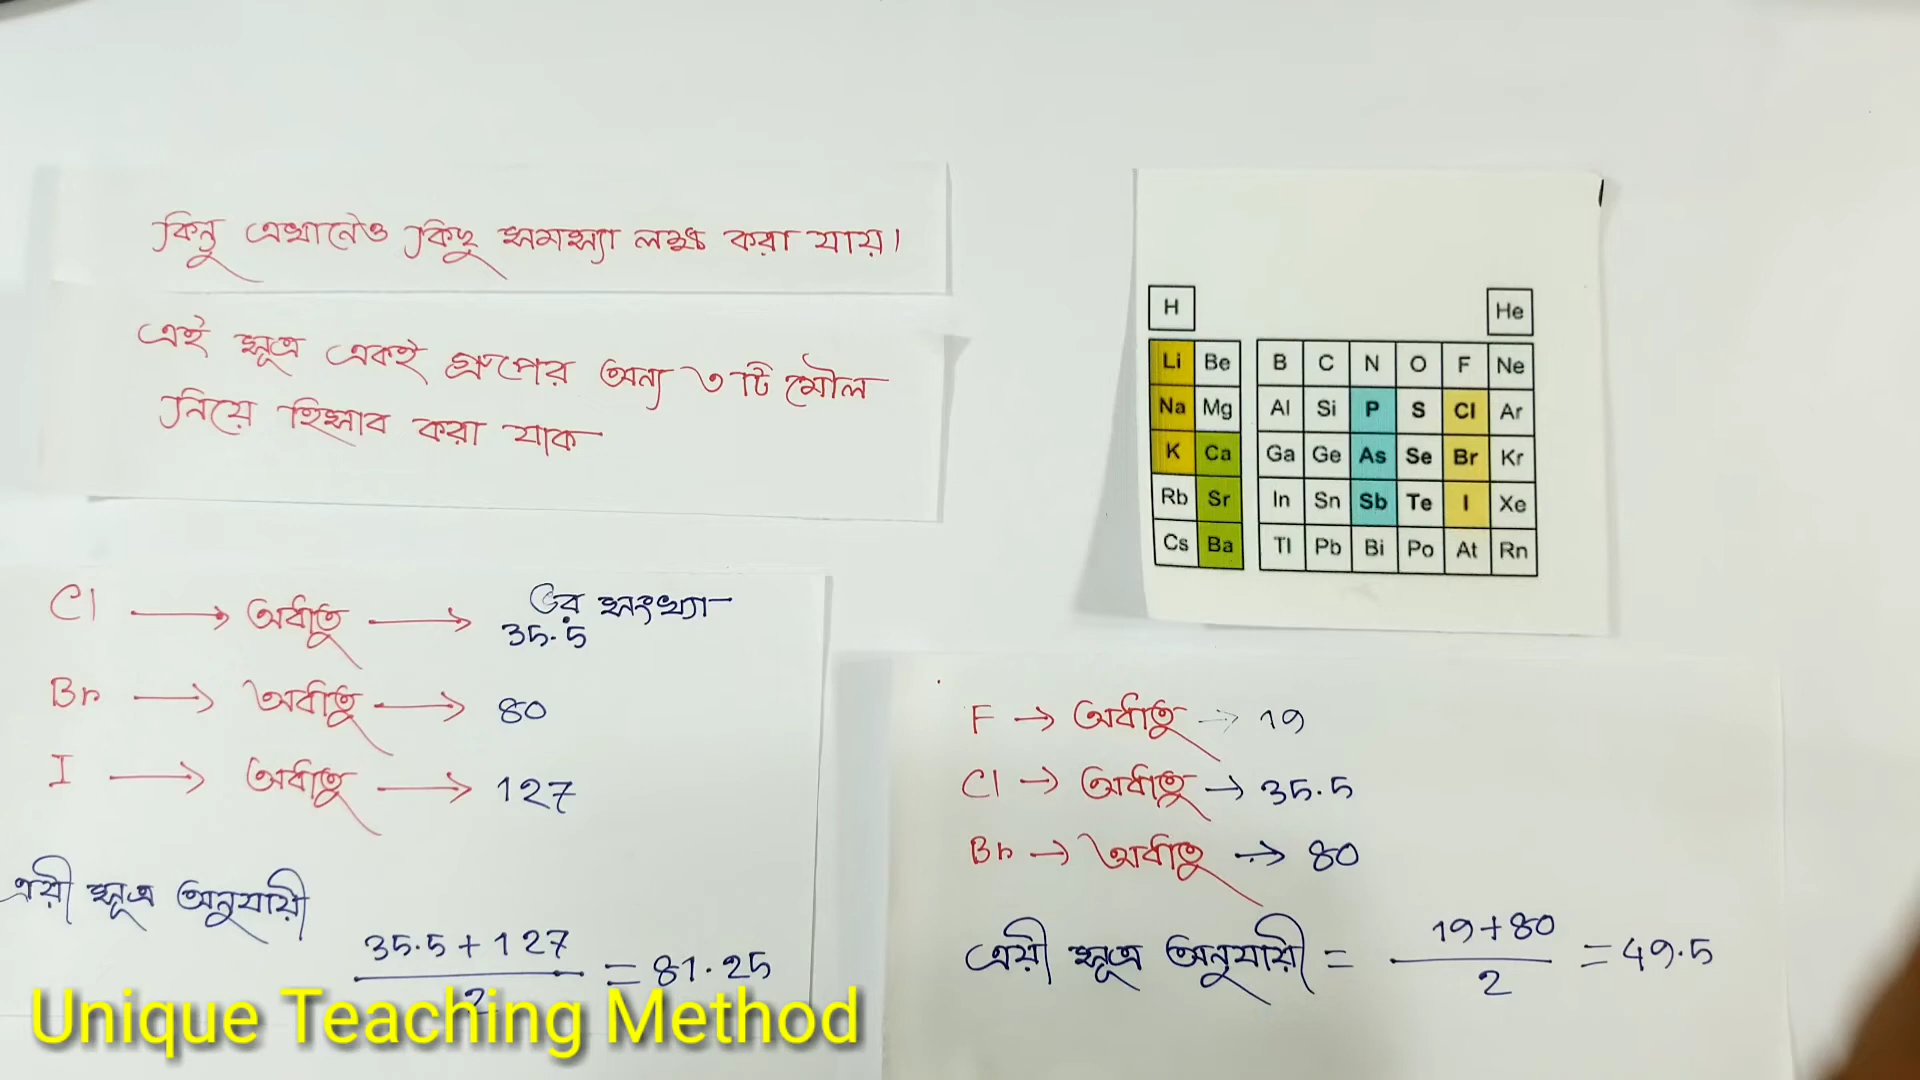 কিন্তু এখানেও কিছু সমস্যা লক্ষ্য করা যায়।
এই সূত্র একই গ্রুপের অন্য ৩ টি মৌল
নিয়ে হিসাব করা যাক
ভর সংখ্যা
Cl → অধাতু → 35.5
Br → অধাতু → 80
I → অধাতু → 127
ত্রয়ী সূত্র অনুযায়ী
35.5 + 127
= 81.25
2
H He
Li Be B C N O F Ne
Na Mg Al Si P S Cl Ar
K Ca Ga Ge As Se Br Kr
Rb Sr In Sn Sb Te I Xe
Cs Ba Tl Pb Bi Po At Rn
F → অধাতু → 19
Cl → অধাতু → 35.5
Br → অধাতু → 80
19+80
ত্রয়ী সূত্র অনুযায়ী = = 49.5
2
Unique Teaching Method